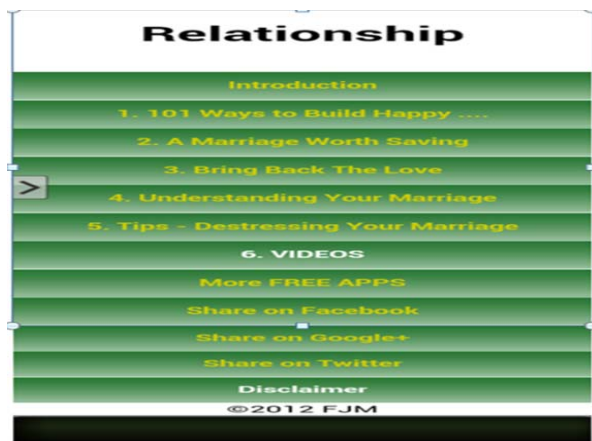 Relationship
Introduction
1. 101 Ways to Build Happy ....
2. A Marriage Worth Saving
3. Bring Back The Love
4. Understanding Your Marriage
5. Tips - Destressing Your Marriage
6. VIDEOS
More FREE APPS
Share on Facebook
Share on Google+
Share on Twitter
Disclaimer
©2012 FJM